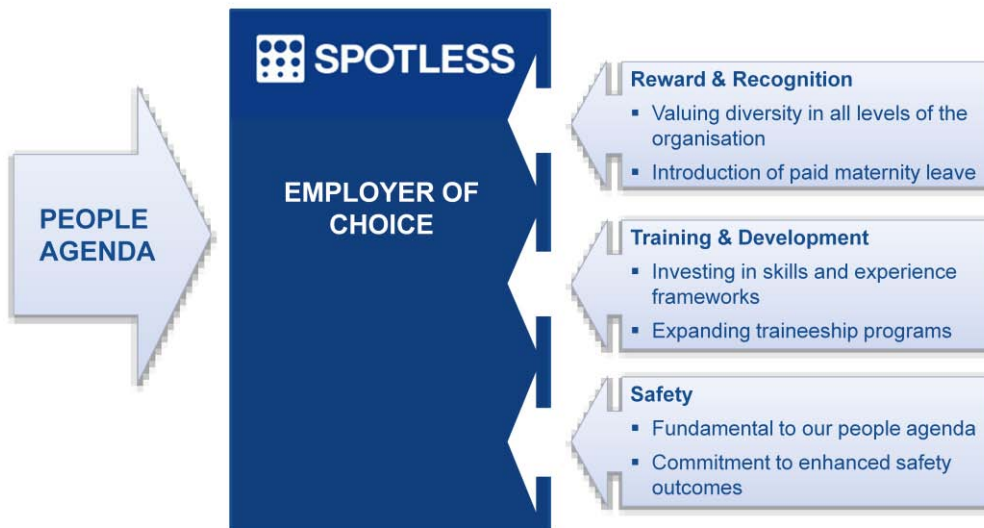 SPOTLESS
PEOPLE
AGENDA
EMPLOYER OF
CHOICE
Reward & Recognition
▪ Valuing diversity in all levels of the
organisation
▪ Introduction of paid maternity leave
Training & Development
▪ Investing in skills and experience
frameworks
▪ Expanding traineeship programs
Safety
▪ Fundamental to our people agenda
▪ Commitment to enhanced safety
outcomes